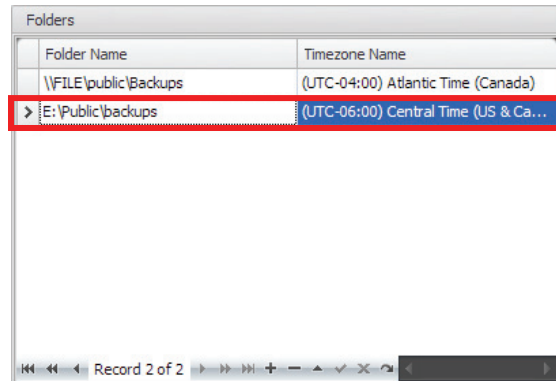 Folders
Folder Name Timezone Name
\\FILE\public\Backups (UTC-04:00) Atlantic Time (Canada)
E:\Public\backups (UTC-06:00) Central Time (US & Ca...
Record 2 of 2